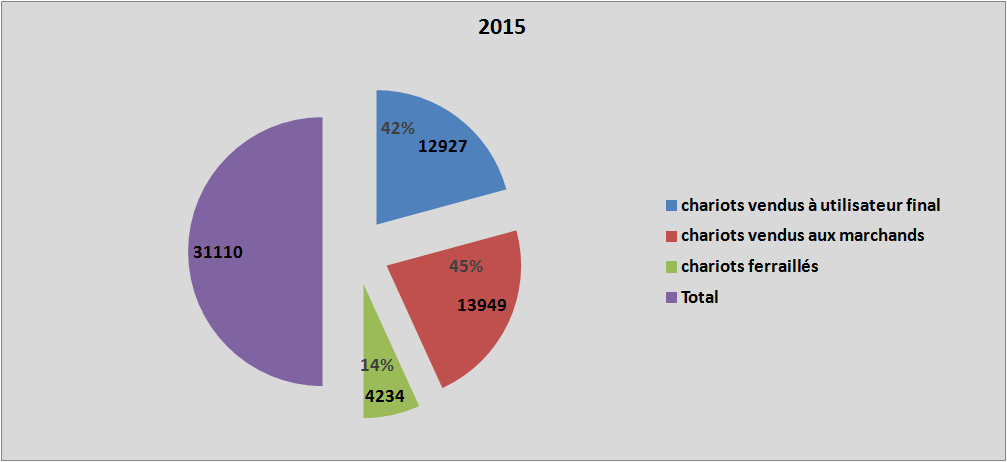 2015
42%
12927
31110
45%
13949
14%
4234
chariots vendus à utilisateur final
chariots vendus aux marchands
chariots ferraillés
Total